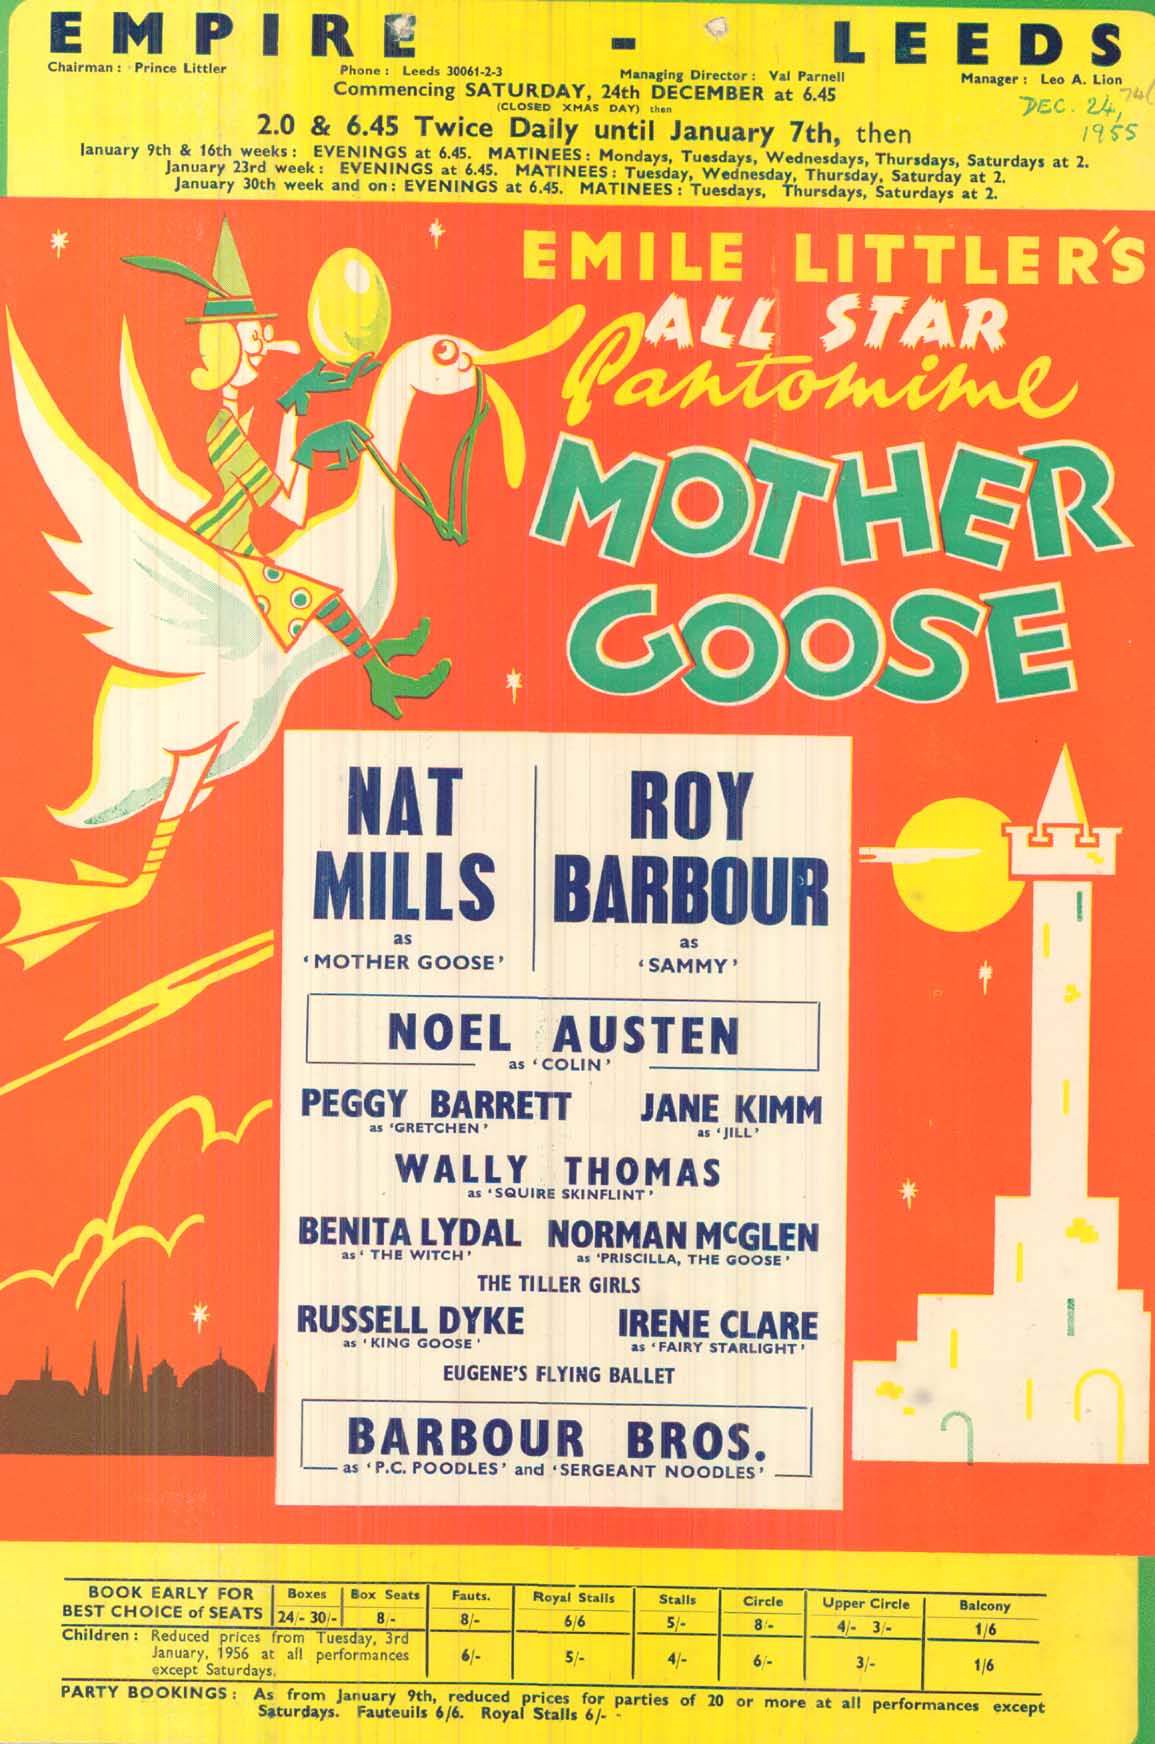 EMPIRE - LEEDS
Chairman: Prince Littler Phone: Leeds 30061-2-3 Managing Director: Val Parnell Manager: Leo A. Lion
Commencing SATURDAY, 24th DECEMBER at 6.45
(CLOSED XMAS DAY) then
DEC. 24,
1955
2.0 & 6.45 Twice Daily until January 7th, then
January 9th & 16th weeks: EVENINGS at 6.45. MATINEES: Mondays, Tuesdays, Wednesdays, Thursdays, Saturdays at 2.
January 23rd week: EVENINGS at 6.45. MATINEES: Tuesday, Wednesday, Thursday, Saturday at 2.
January 30th week and on: EVENINGS at 6.45. MATINEES: Tuesdays, Thursdays, Saturdays at 2.
EMILE LITTLER'S
ALL STAR
Pantomime
MOTHER
GOOSE
NAT
MILLS
as
'MOTHER GOOSE'
ROY
BARBOUR
as
'SAMMY'
NOEL AUSTEN
as 'COLIN'
PEGGY BARRETT JANE KIMM
as 'GRETCHEN' as 'JILL'
WALLY THOMAS
as 'SQUIRE SKINFLINT'
BENITA LYDAL NORMAN McGLEN
as 'THE WITCH' as 'PRISCILLA, THE GOOSE'
THE TILLER GIRLS
RUSSELL DYKE IRENE CLARE
as 'KING GOOSE' as 'FAIRY STARLIGHT'
EUGENE'S FLYING BALLET
BARBOUR BROS.
as 'P.C. POODLES' and 'SERGEANT NOODLES'
BOOK EARLY FOR Boxes Box Seats Fauts. Royal Stalls Stalls Circle Upper Circle Balcony
BEST CHOICE of SEATS 24/- 30/- 8/- 8/- 6/6 5/- 8/- 4/- 3/- 1/6
Children: Reduced prices from Tuesday, 3rd
January, 1956 at all performances 6/- 5/- 4/- 6/- 3/- 1/6
except Saturdays.
PARTY BOOKINGS: As from January 9th, reduced prices for parties of 20 or more at all performances except
Saturdays. Fauteuils 6/6. Royal Stalls 6/-